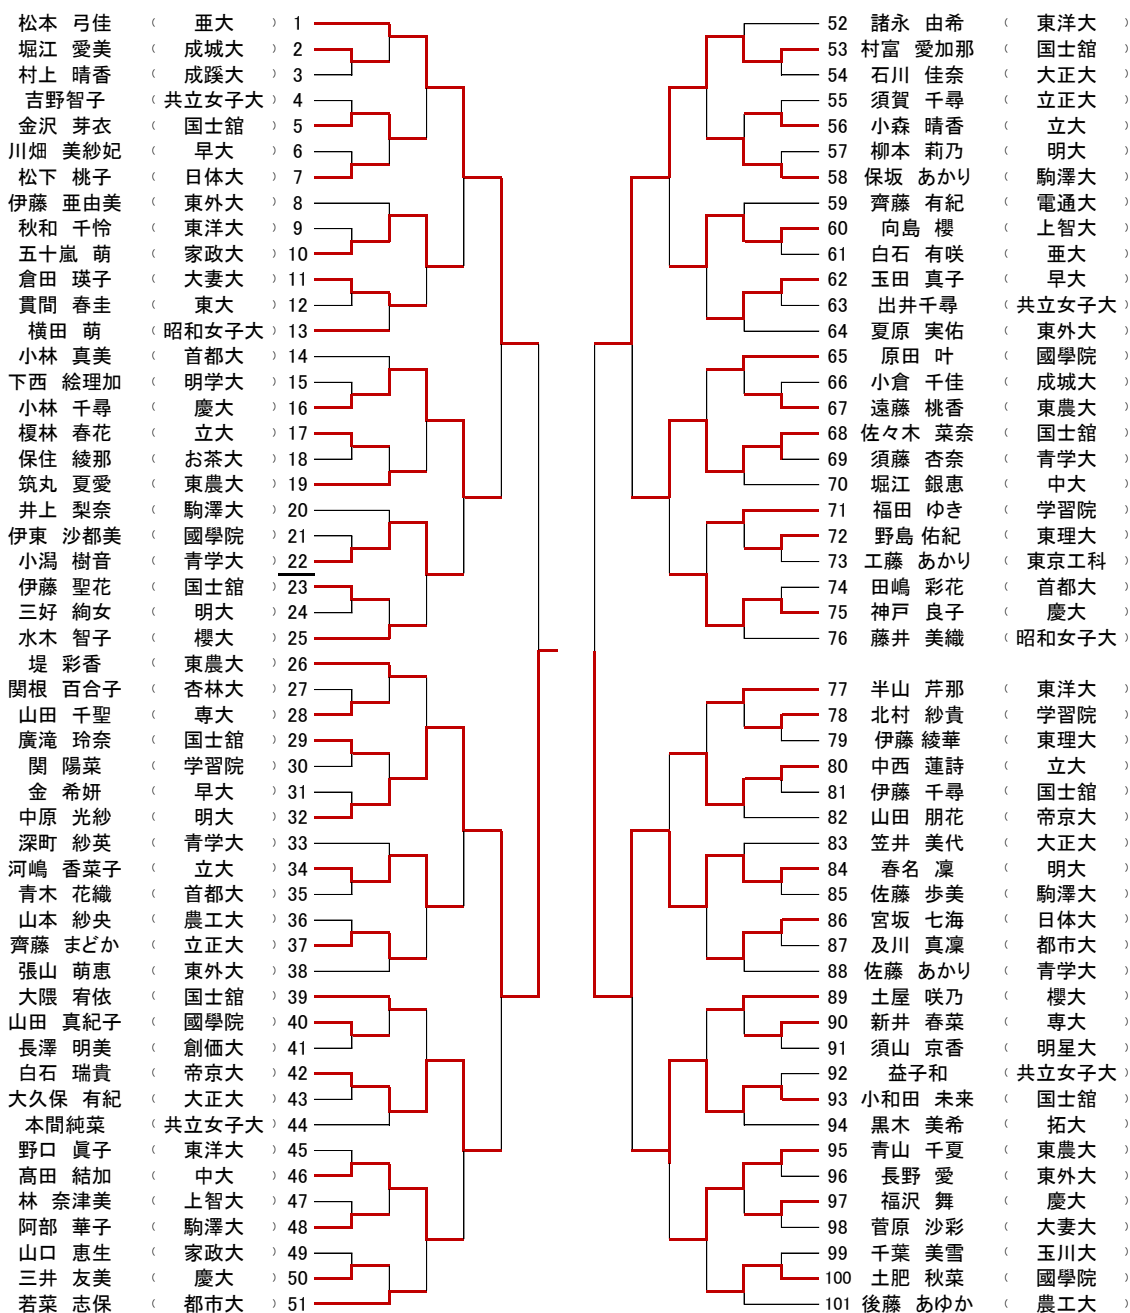 松本 弓佳 （ 亜大 ） 1
堀江 愛美 （ 成城大 ） 2
村上 晴香 （ 成蹊大 ） 3
吉野智子 （ 共立女子大 ） 4
金沢 芽衣 （ 国士舘 ） 5
川畑 美紗妃 （ 早大 ） 6
松下 桃子 （ 日体大 ） 7
伊藤 亜由美 （ 東外大 ） 8
秋和 千怜 （ 東洋大 ） 9
五十嵐 萌 （ 家政大 ） 10
倉田 瑛子 （ 大妻大 ） 11
貫間 春圭 （ 東大 ） 12
横田 萌 （ 昭和女子大 ） 13
小林 真美 （ 首都大 ） 14
下西 絵理加 （ 明学大 ） 15
小林 千尋 （ 慶大 ） 16
榎林 春花 （ 立大 ） 17
保住 綾那 （ お茶大 ） 18
筑丸 夏愛 （ 東農大 ） 19
井上 梨奈 （ 駒澤大 ） 20
伊東 沙都美 （ 國學院 ） 21
小潟 樹音 （ 青学大 ） 22
伊藤 聖花 （ 国士舘 ） 23
三好 絢女 （ 明大 ） 24
水木 智子 （ 櫻大 ） 25
堤 彩香 （ 東農大 ） 26
関根 百合子 （ 杏林大 ） 27
山田 千聖 （ 専大 ） 28
廣滝 玲奈 （ 国士舘 ） 29
関 陽菜 （ 学習院 ） 30
金 希妍 （ 早大 ） 31
中原 光紗 （ 明大 ） 32
深町 紗英 （ 青学大 ） 33
河嶋 香菜子 （ 立大 ） 34
青木 花織 （ 首都大 ） 35
山本 紗央 （ 農工大 ） 36
齊藤 まどか （ 立正大 ） 37
張山 萌恵 （ 東外大 ） 38
大隈 宥依 （ 国士舘 ） 39
山田 真紀子 （ 國學院 ） 40
長澤 明美 （ 創価大 ） 41
白石 瑞貴 （ 帝京大 ） 42
大久保 有紀 （ 大正大 ） 43
本間純菜 （ 共立女子大 ） 44
野口 眞子 （ 東洋大 ） 45
髙田 結加 （ 中大 ） 46
林 奈津美 （ 上智大 ） 47
阿部 華子 （ 駒澤大 ） 48
山口 恵生 （ 家政大 ） 49
三井 友美 （ 慶大 ） 50
若菜 志保 （ 都市大 ） 51
52 諸永 由希 （ 東洋大 ）
53 村富 愛加那 （ 国士舘 ）
54 石川 佳奈 （ 大正大 ）
55 須賀 千尋 （ 立正大 ）
56 小森 晴香 （ 立大 ）
57 柳本 莉乃 （ 明大 ）
58 保坂 あかり （ 駒澤大 ）
59 齊藤 有紀 （ 電通大 ）
60 向島 櫻 （ 上智大 ）
61 白石 有咲 （ 亜大 ）
62 玉田 真子 （ 早大 ）
63 出井千尋 （ 共立女子大 ）
64 夏原 実佑 （ 東外大 ）
65 原田 叶 （ 國學院 ）
66 小倉 千佳 （ 成城大 ）
67 遠藤 桃香 （ 東農大 ）
68 佐々木 菜奈 （ 国士舘 ）
69 須藤 杏奈 （ 青学大 ）
70 堀江 銀恵 （ 中大 ）
71 福田 ゆき （ 学習院 ）
72 野島 佑紀 （ 東理大 ）
73 工藤 あかり （ 東京工科 ）
74 田嶋 彩花 （ 首都大 ）
75 神戸 良子 （ 慶大 ）
76 藤井 美織 （ 昭和女子大 ）
77 半山 芹那 （ 東洋大 ）
78 北村 紗貴 （ 学習院 ）
79 伊藤 綾華 （ 東理大 ）
80 中西 蓮詩 （ 立大 ）
81 伊藤 千尋 （ 国士舘 ）
82 山田 朋花 （ 帝京大 ）
83 笠井 美代 （ 大正大 ）
84 春名 凜 （ 明大 ）
85 佐藤 歩美 （ 駒澤大 ）
86 宮坂 七海 （ 日体大 ）
87 及川 真凜 （ 都市大 ）
88 佐藤 あかり （ 青学大 ）
89 土屋 咲乃 （ 櫻大 ）
90 新井 春菜 （ 専大 ）
91 須山 京香 （ 明星大 ）
92 益子和 （ 共立女子大 ）
93 小和田 未来 （ 国士舘 ）
94 黒木 美希 （ 拓大 ）
95 青山 千夏 （ 東農大 ）
96 長野 愛 （ 東外大 ）
97 福沢 舞 （ 慶大 ）
98 菅原 沙彩 （ 大妻大 ）
99 千葉 美雪 （ 玉川大 ）
100 土肥 秋菜 （ 國學院 ）
101 後藤 あゆか （ 農工大 ）